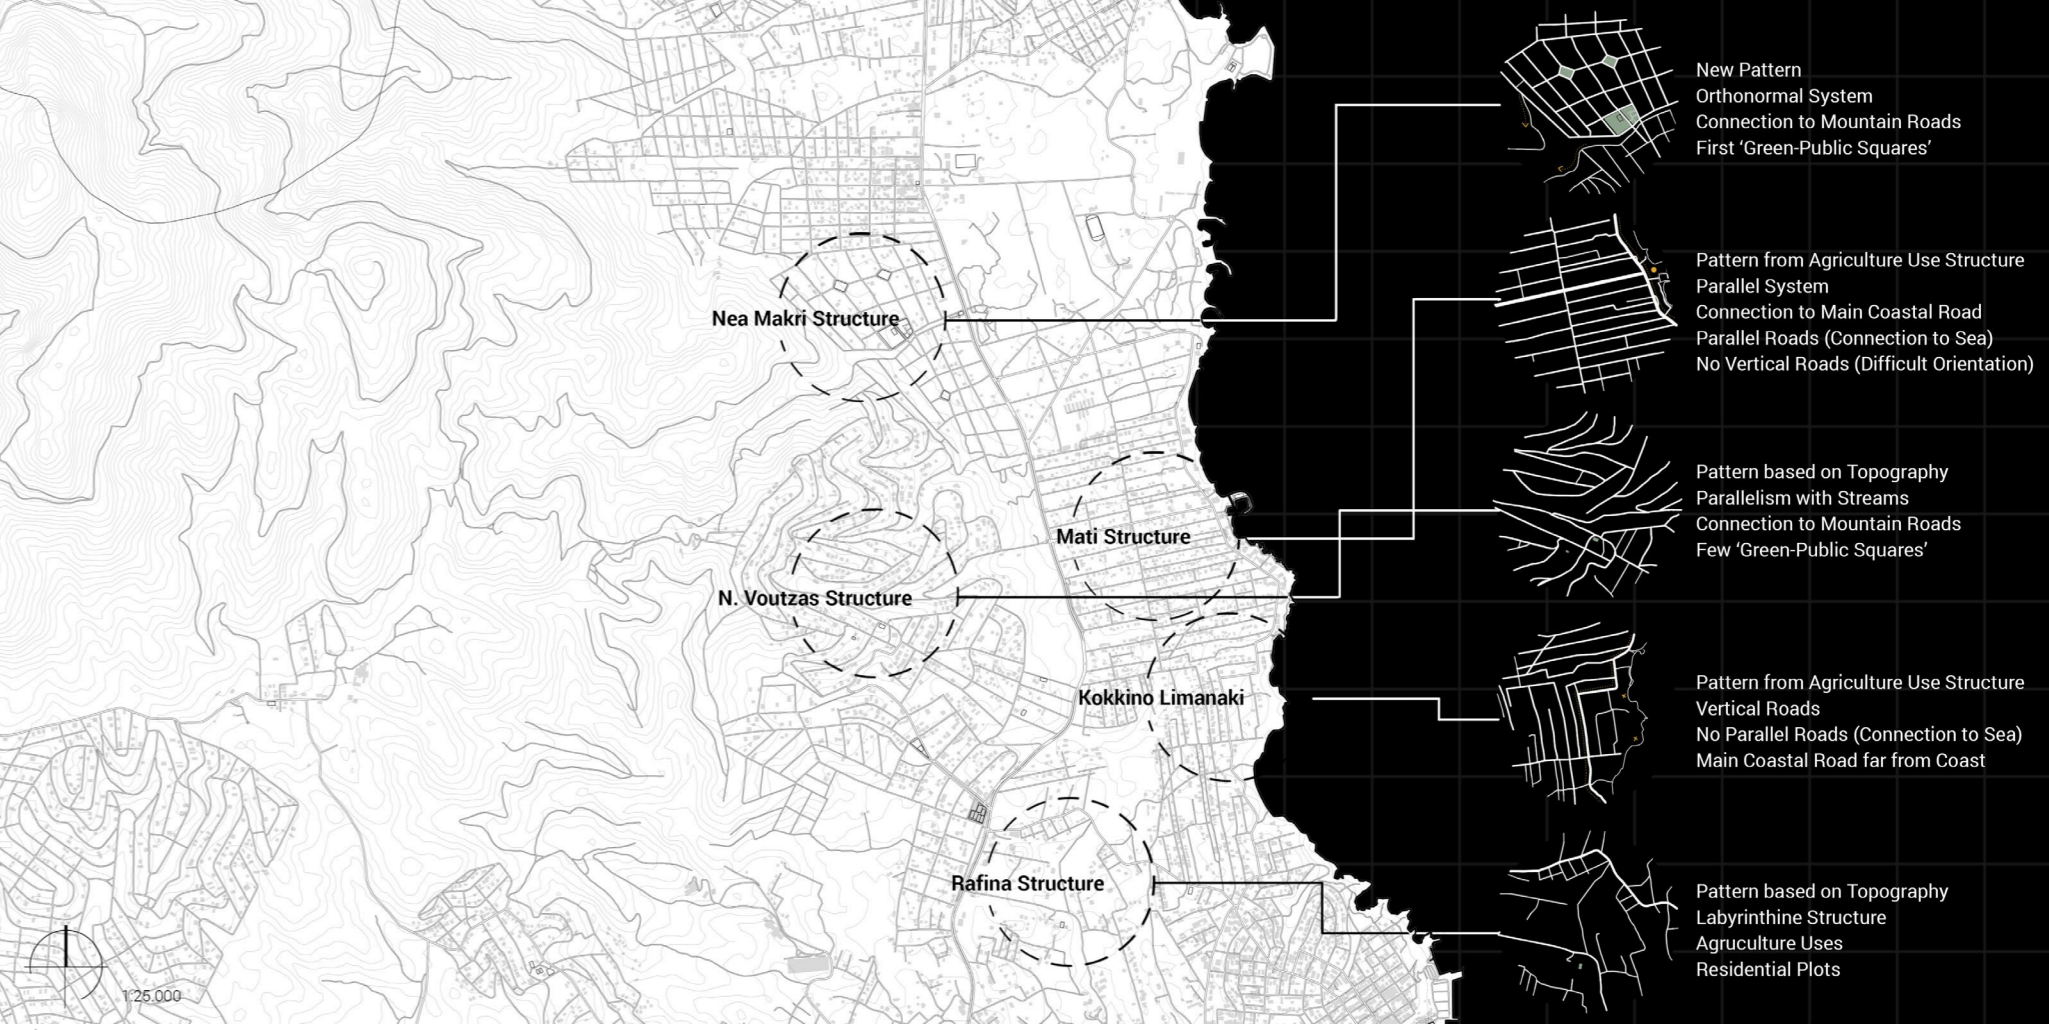 New Pattern
Orthonormal System
Connection to Mountain Roads
First ‘Green-Public Squares’
Pattern from Agriculture Use Structure
Parallel System
Connection to Main Coastal Road
Parallel Roads (Connection to Sea)
No Vertical Roads (Difficult Orientation)
Nea Makri Structure
Pattern based on Topography
Parallelism with Streams
Connection to Mountain Roads
Few ‘Green-Public Squares’
Mati Structure
N. Voutzas Structure
Kokkino Limanaki
Pattern from Agriculture Use Structure
Vertical Roads
No Parallel Roads (Connection to Sea)
Main Coastal Road far from Coast
Rafina Structure
Pattern based on Topography
Labyrinthine Structure
Agruculture Uses
Residential Plots
1:25.000